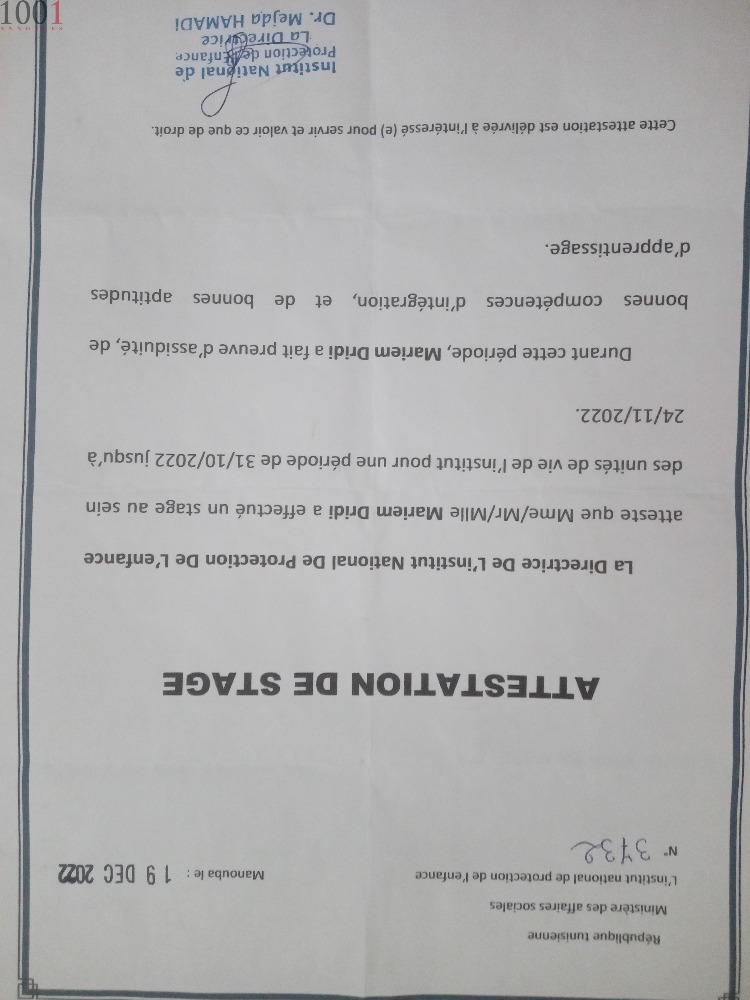 République tunisienne
Ministère des affaires sociales
L'institut national de protection de l'enfance
N° 3732
Manouba le : 19 DEC 2022
ATTESTATION DE STAGE
La Directrice De L'institut National De Protection De L'enfance
atteste que Mme/Mr/Mlle Mariem Dridi a effectué un stage au sein
des unités de vie de l'institut pour une période de 31/10/2022 jusqu'à
24/11/2022.
Durant cette période, Mariem Dridi a fait preuve d'assiduité, de
bonnes compétences d'intégration, et de bonnes aptitudes
d'apprentissage.
Cette attestation est délivrée à l'intéressé (e) pour servir et valoir ce que de droit.
Institut National de
Protection de l'Enfance
La Directrice
Dr. Mejda HAMADI
1001